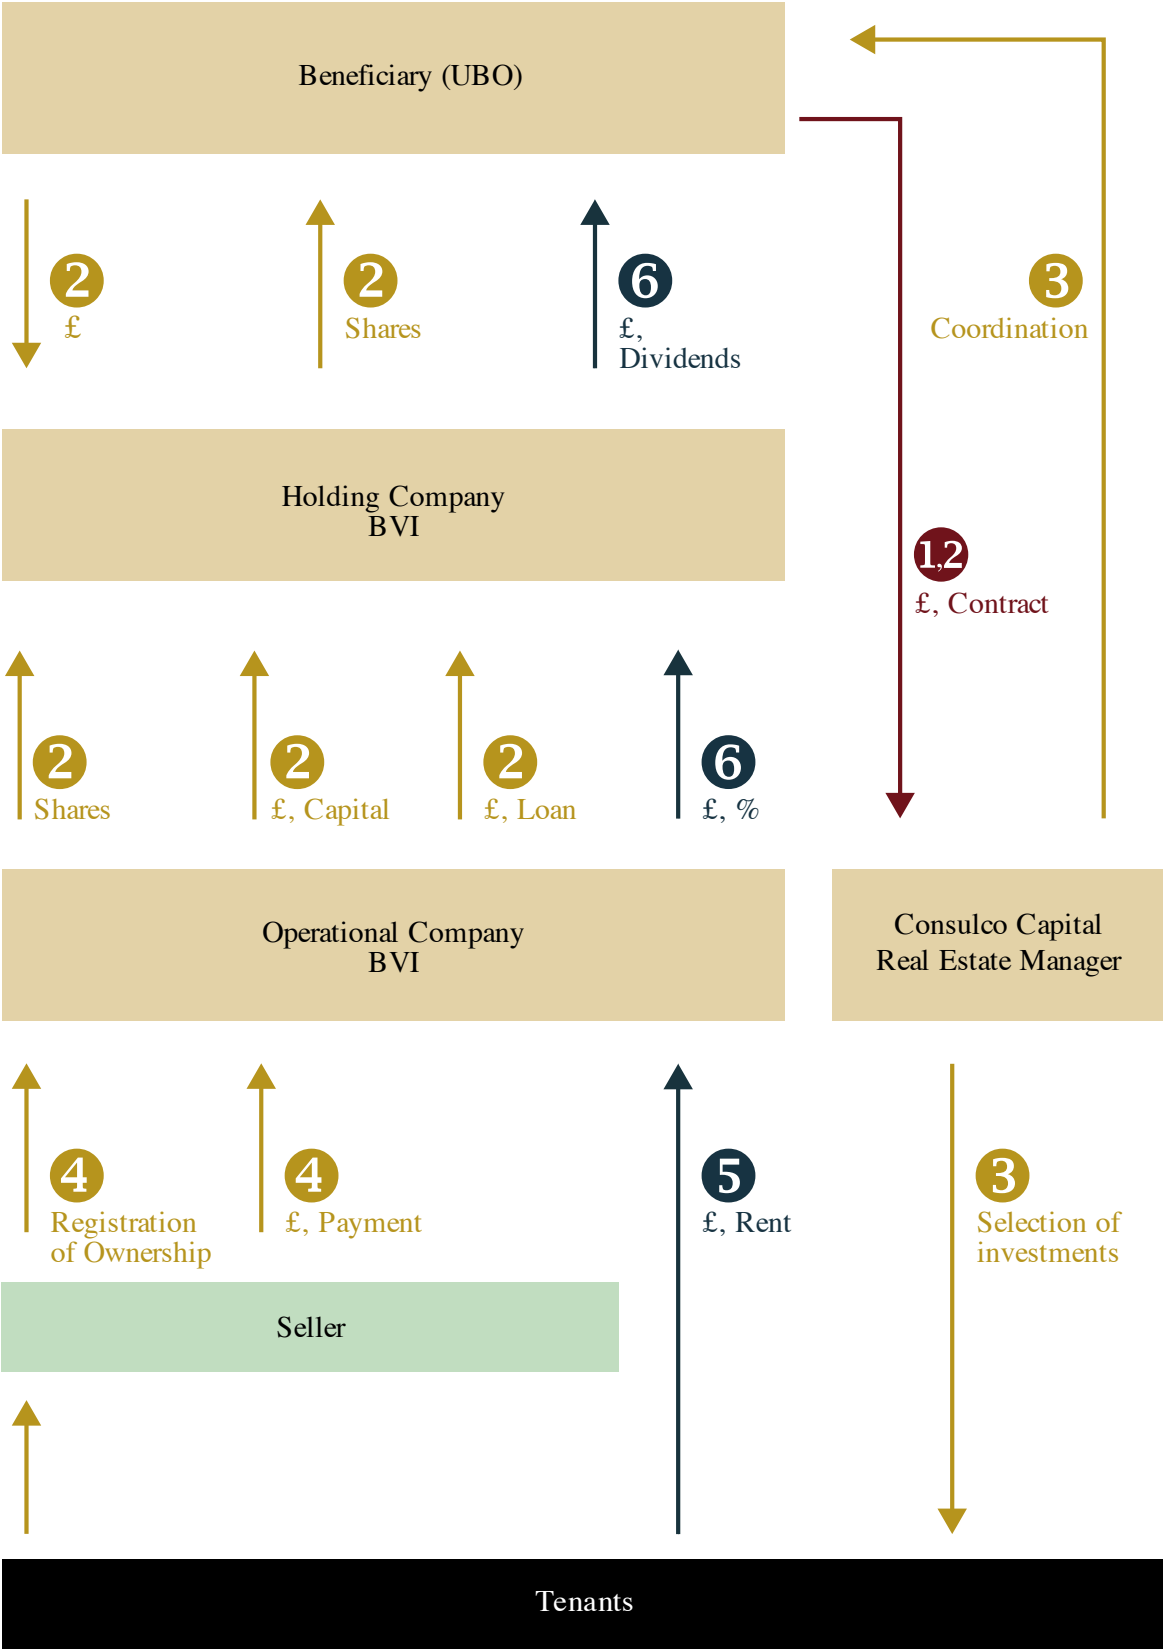 Beneficiary (UBO)
2
£
2
Shares
6
£,
Dividends
3
Coordination
Holding Company
BVI
1,2
£, Contract
2
Shares
2
£, Capital
2
£, Loan
6
£, %
Operational Company
BVI
Consulco Capital
Real Estate Manager
4
Registration
of Ownership
4
£, Payment
5
£, Rent
3
Selection of
investments
Seller
Tenants